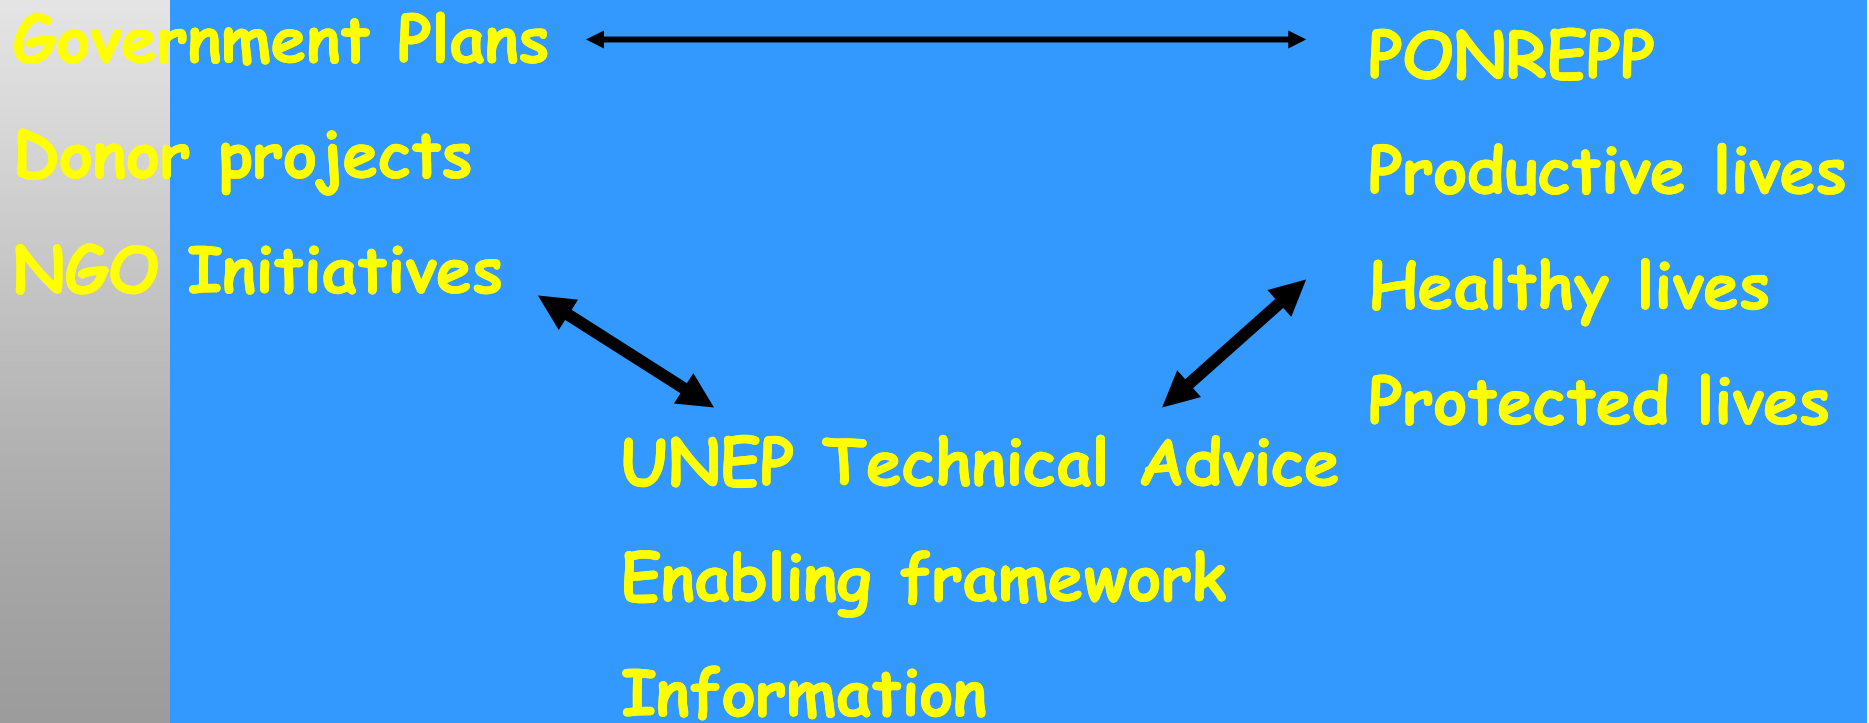 Government Plans
Donor projects
NGO Initiatives
PONREPP
Productive lives
Healthy lives
Protected lives
UNEP Technical Advice
Enabling framework
Information